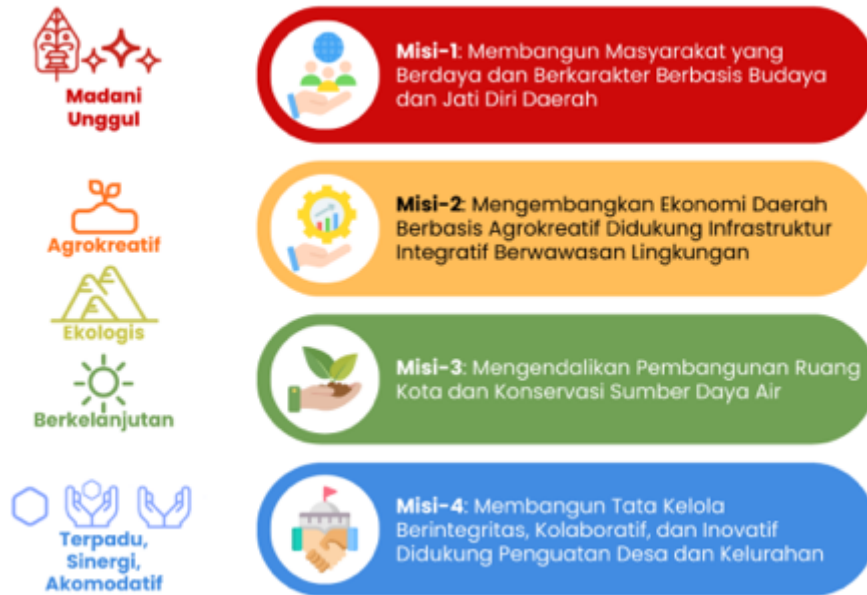 Madani
Unggul
Misi-1: Membangun Masyarakat yang
Berdaya dan Berkarakter Berbasis Budaya
dan Jati Diri Daerah
Agrokreatif
Misi-2: Mengembangkan Ekonomi Daerah
Berbasis Agrokreatif Didukung Infrastruktur
Integratif Berwawasan Lingkungan
Ekologis
Berkelanjutan
Misi-3: Mengendalikan Pembangunan Ruang
Kota dan Konservasi Sumber Daya Air
Terpadu,
Sinergi,
Akomodatif
Misi-4: Membangun Tata Kelola
Berintegritas, Kolaboratif, dan Inovatif
Didukung Penguatan Desa dan Kelurahan